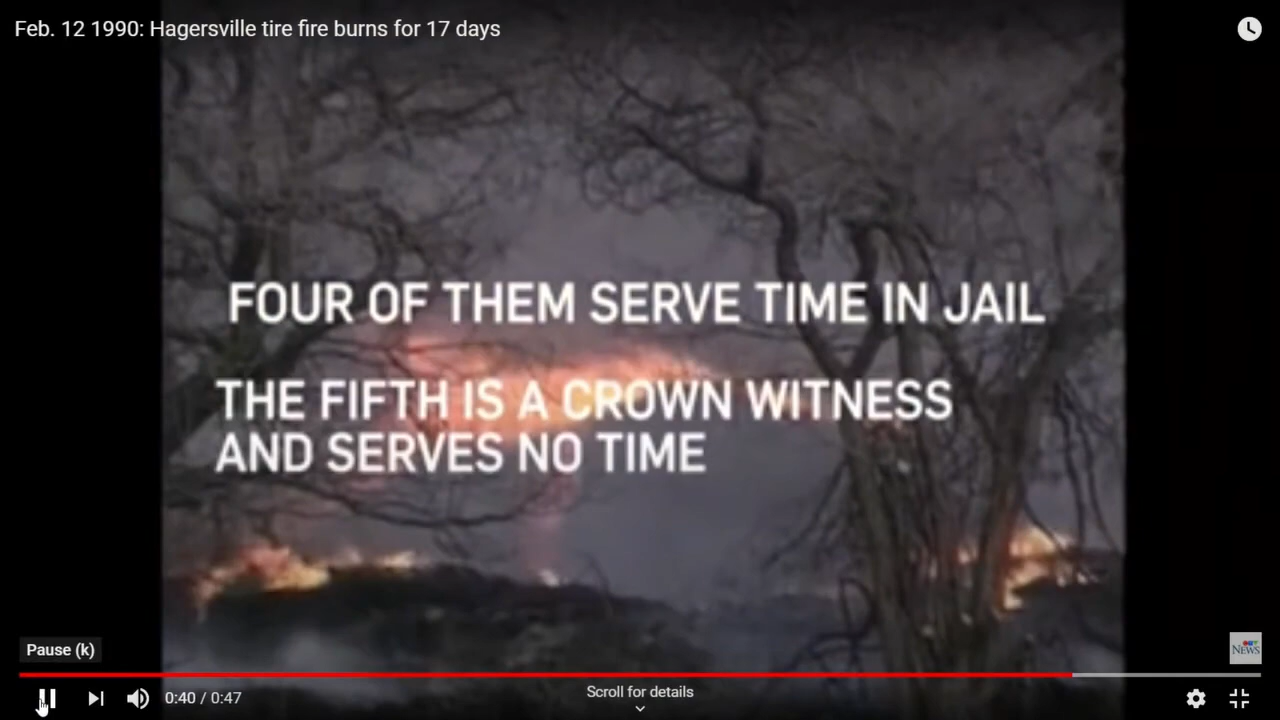 Feb. 12 1990: Hagersville tire fire burns for 17 days
FOUR OF THEM SERVE TIME IN JAIL
THE FIFTH IS A CROWN WITNESS
AND SERVES NO TIME
NEWS
Pause (k)
0:40 / 0:47
Scroll for details